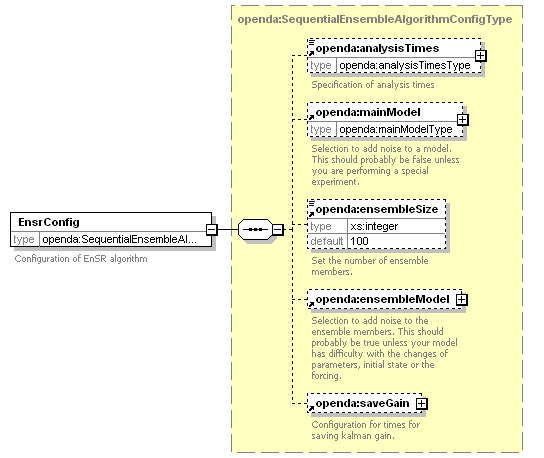 openda:SequentialEnsembleAlgorithmConfigType
openda:analysisTimes
type openda:analysisTimesType
Specification of analysis times
openda:mainModel
type openda:mainModelType
Selection to add noise to a model.
This should probably be false unless
you are performing a special
experiment.
EnsrConfig
type openda:SequentialEnsembleAl...
Configuration of EnSR algorithm
openda:ensembleSize
type xs:integer
default 100
Set the number of ensemble
members.
openda:ensembleModel
Selection to add noise to the
ensemble members. This should
probably be true unless your model
has difficulty with the changes of
parameters, initial state or the
forcing.
openda:saveGain
Configuration for times for
saving kalman gain.